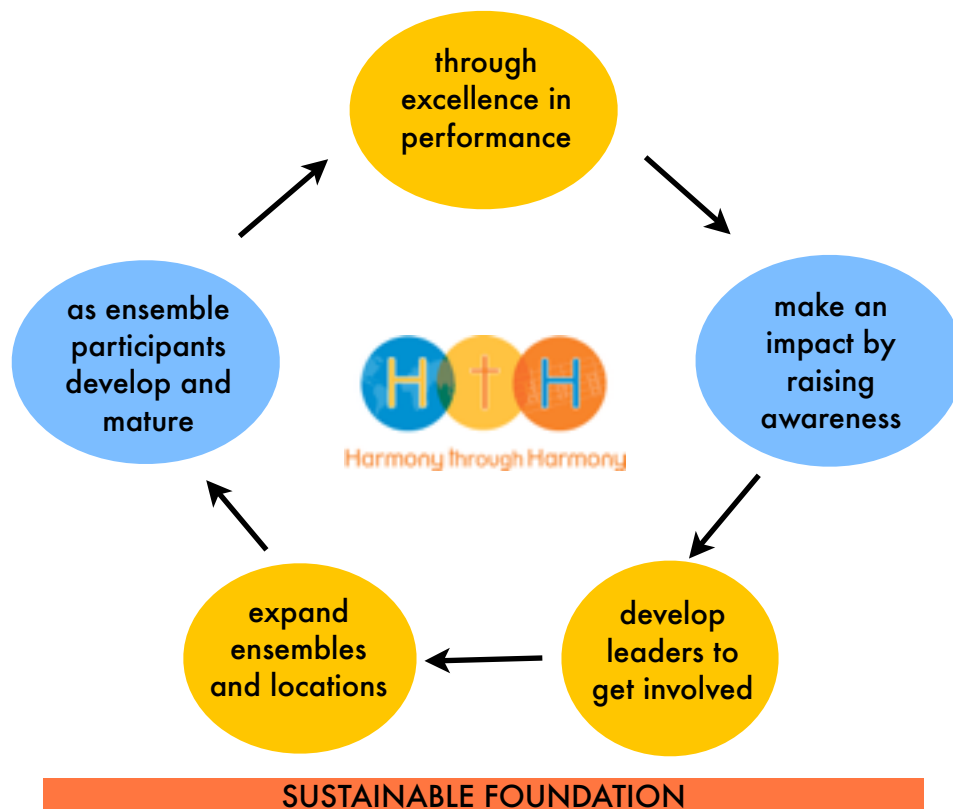 through
excellence in
performance
make an
impact by
raising
awareness
develop
leaders to
get involved
expand
ensembles
and locations
as ensemble
participants
develop and
mature
H t H
Harmony through Harmony
SUSTAINABLE FOUNDATION